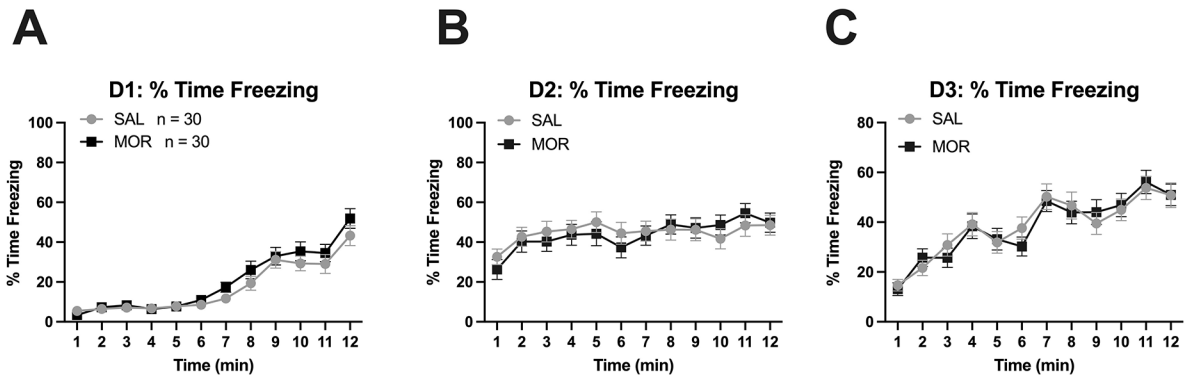 A
B
C
D1: % Time Freezing
D2: % Time Freezing
D3: % Time Freezing
SAL n = 30
MOR n = 30
SAL
MOR
SAL
MOR
100
80
60
40
20
0
% Time Freezing
1 2 3 4 5 6 7 8 9 10 11 12
Time (min)
100
80
60
40
20
0
% Time Freezing
1 2 3 4 5 6 7 8 9 10 11 12
Time (min)
80
60
40
20
0
% Time Freezing
1 2 3 4 5 6 7 8 9 10 11 12
Time (min)